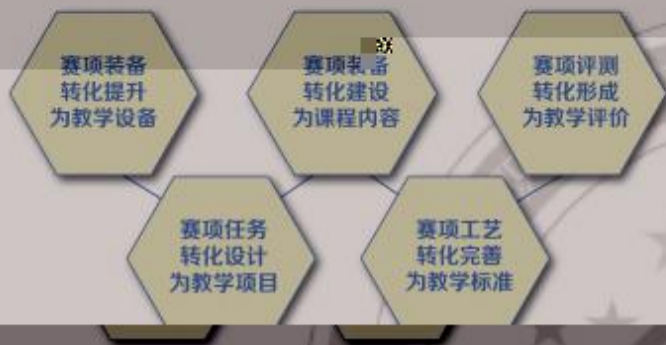 赛项装备
转化提升
为教学设备
赛项装备
转化建设
为课程内容
赛项评测
转化形成
为教学评价
赛项任务
转化设计
为教学项目
赛项工艺
转化完善
为教学标准